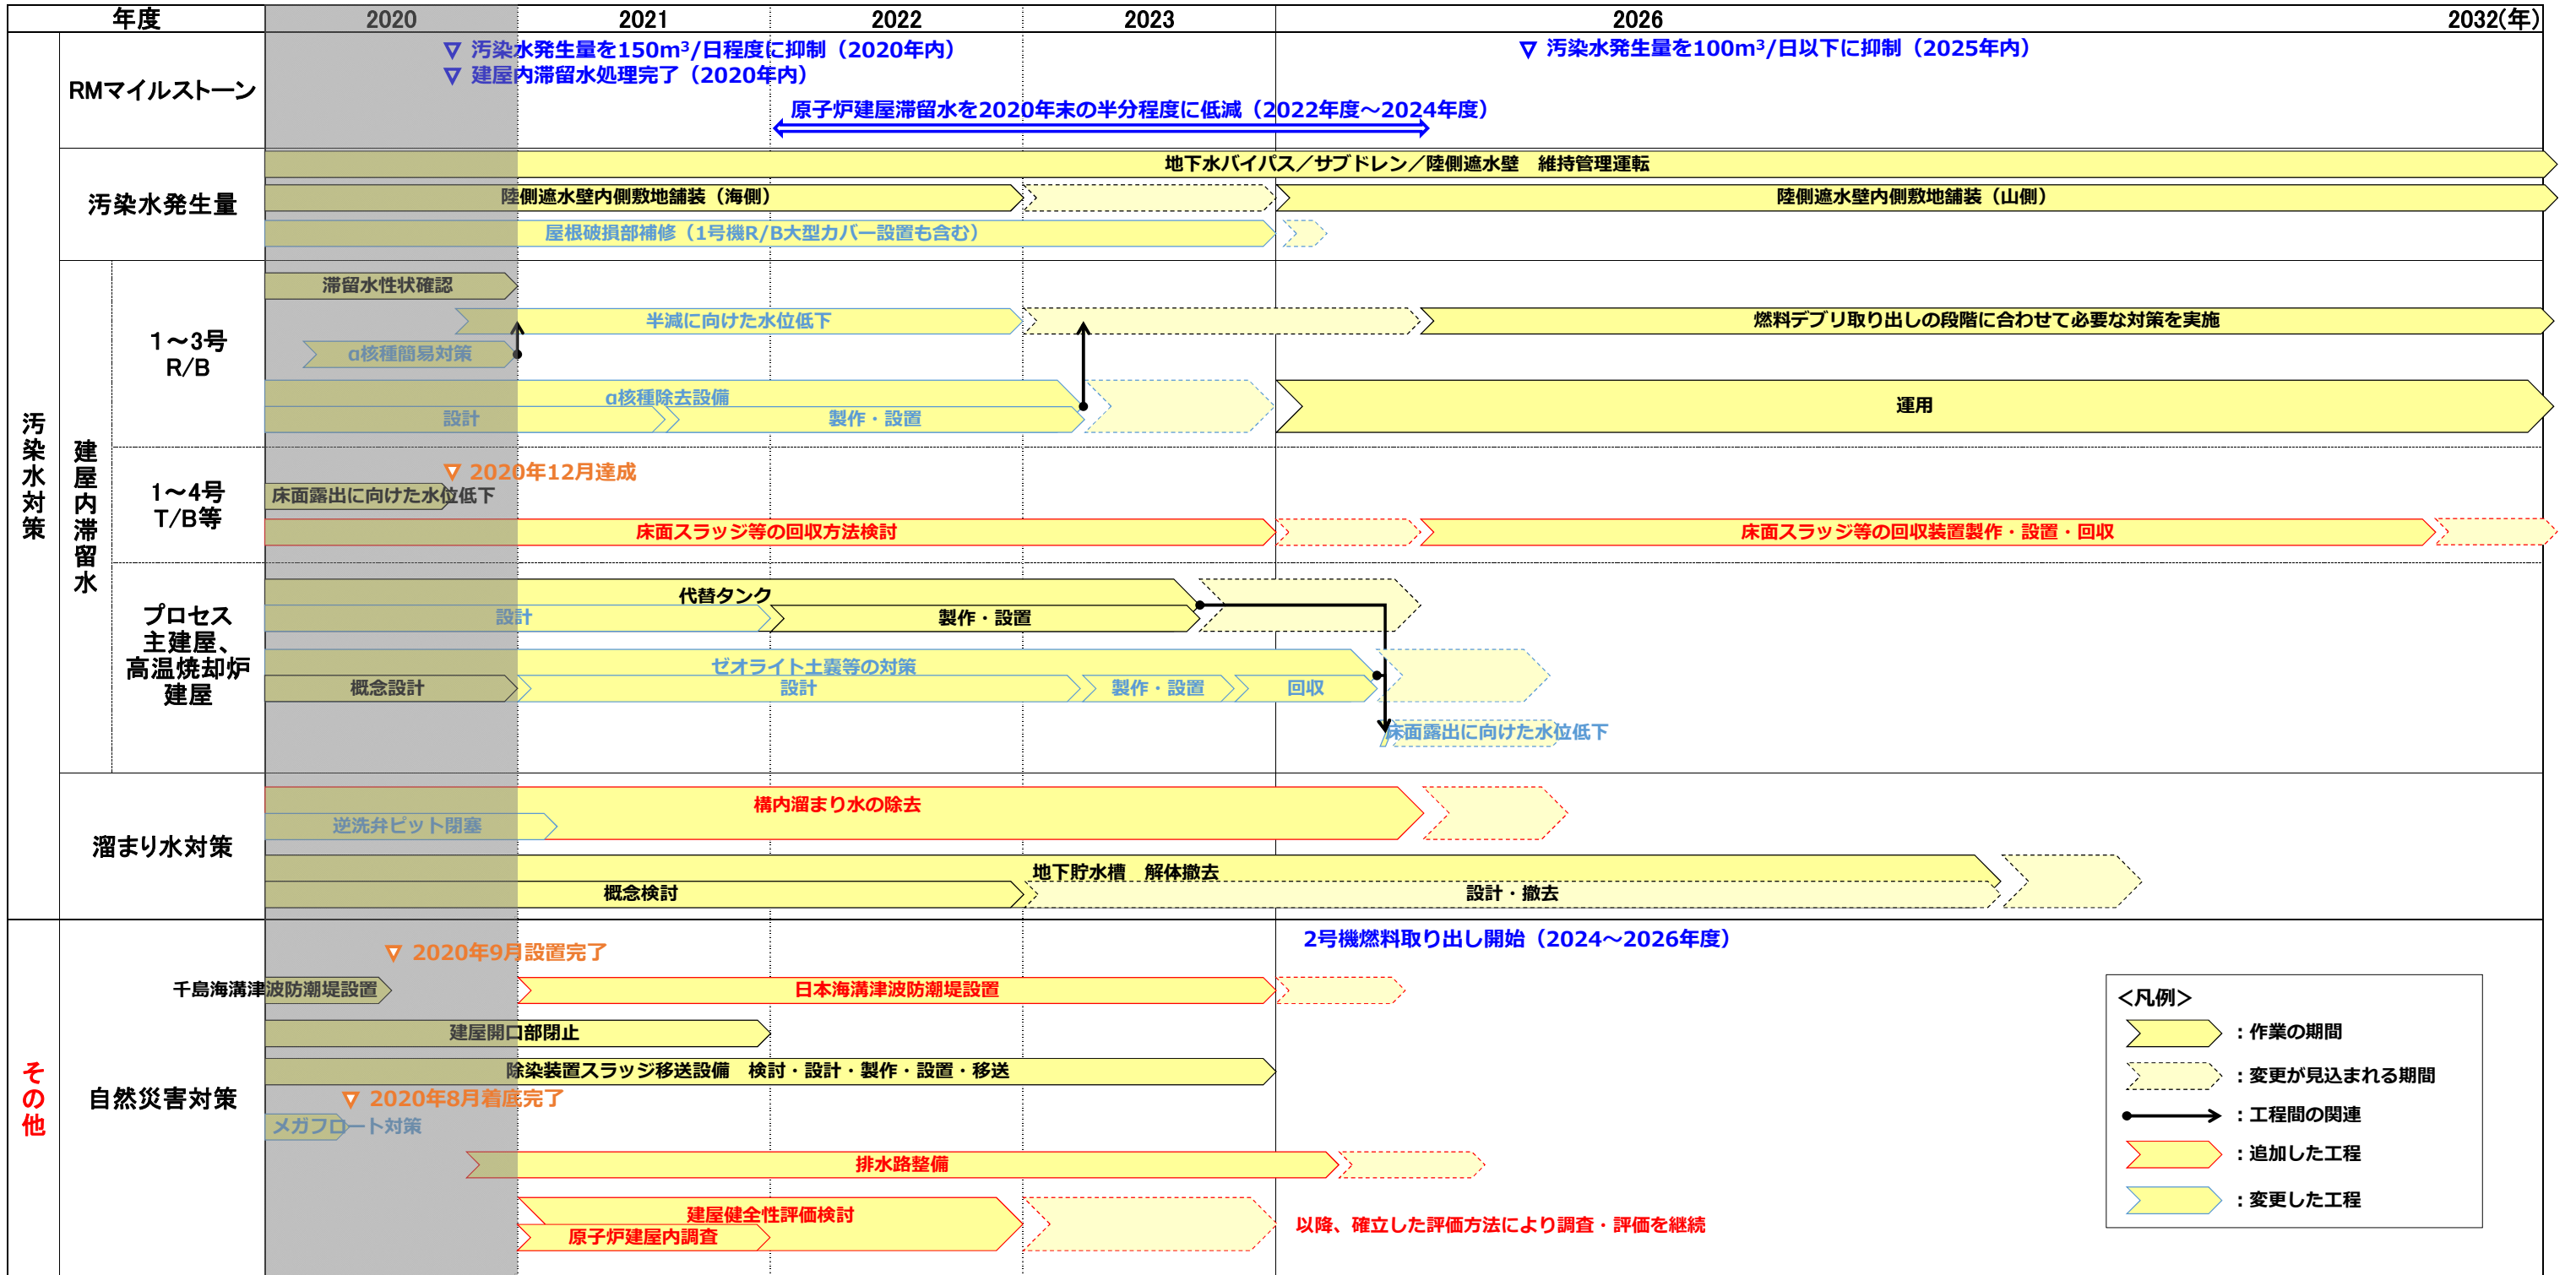 年度
2020
2021
2022
2023
2026
2032(年)
汚染水対策
RMマイルストーン
▽ 汚染水発生量を150m³/日程度に抑制（2020年内）
▽ 建屋内滞留水処理完了（2020年内）
▽ 汚染水発生量を100m³/日以下に抑制（2025年内）
原子炉建屋滞留水を2020年末の半分程度に低減（2022年度～2024年度）
汚染水発生量
地下水バイパス／サブドレン／陸側遮水壁　維持管理運転
陸側遮水壁内側敷地舗装（海側）
陸側遮水壁内側敷地舗装（山側）
屋根破損部補修（1号機R/B大型カバー設置も含む）
建屋内滞留水
1～3号
R/B
滞留水性状確認
半減に向けた水位低下
燃料デブリ取り出しの段階に合わせて必要な対策を実施
α核種簡易対策
α核種除去設備
設計
製作・設置
運用
1～4号
T/B等
▽ 2020年12月達成
床面露出に向けた水位低下
床面スラッジ等の回収方法検討
床面スラッジ等の回収装置製作・設置・回収
プロセス
主建屋、
高温焼却炉
建屋
代替タンク
設計
製作・設置
ゼオライト土嚢等の対策
概念設計
設計
製作・設置
回収
床面露出に向けた水位低下
溜まり水対策
構内溜まり水の除去
逆洗弁ピット閉塞
地下貯水槽　解体撤去
概念検討
設計・撤去
その他
自然災害対策
2号機燃料取り出し開始（2024～2026年度）
▽ 2020年9月設置完了
千島海溝津波防潮堤設置
日本海溝津波防潮堤設置
建屋開口部閉止
除染装置スラッジ移送設備　検討・設計・製作・設置・移送
▽ 2020年8月着底完了
メガフロート対策
排水路整備
建屋健全性評価検討
原子炉建屋内調査
以降、確立した評価方法により調査・評価を継続
＜凡例＞
：作業の期間
：変更が見込まれる期間
：工程間の関連
：追加した工程
：変更した工程